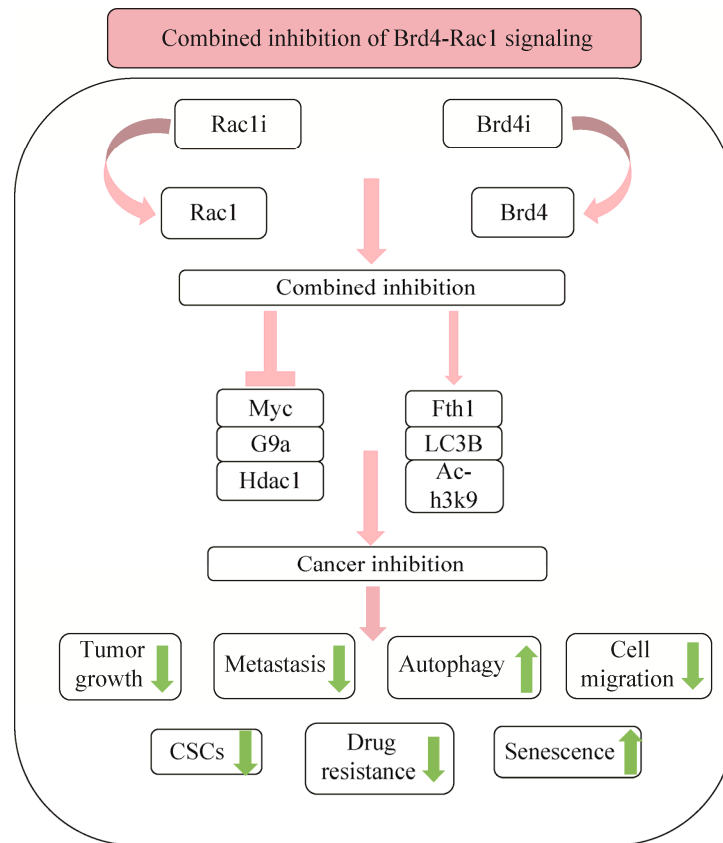 Combined inhibition of Brd4-Rac1 signaling
Rac1i
Brd4i
Rac1
Brd4
Combined inhibition
Myc
G9a
Hdac1
Fth1
LC3B
Ac-
h3k9
Cancer inhibition
Tumor
growth
Metastasis
Autophagy
Cell
migration
CSCs
Drug
resistance
Senescence